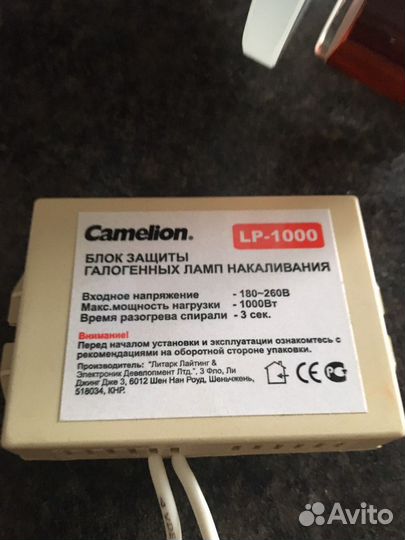 Camelion®
LP-1000
БЛОК ЗАЩИТЫ
ГАЛОГЕННЫХ ЛАМП НАКАЛИВАНИЯ
Входное напряжение - 180~260В
Макс.мощность нагрузки - 1000Вт
Время разогрева спирали - 3 сек.
Внимание!
Перед началом установки и эксплуатации ознакомтесь с
рекомендациями на оборотной стороне упаковки.
Производитель: "Литарк Лайтинг &
Электроник Девелопмент Лтд.", 3 Фло, Ли
Джинг Дже 3, 6012 Шен Нан Роуд, Шеньчжень,
518034, КНР.
CE
Avito